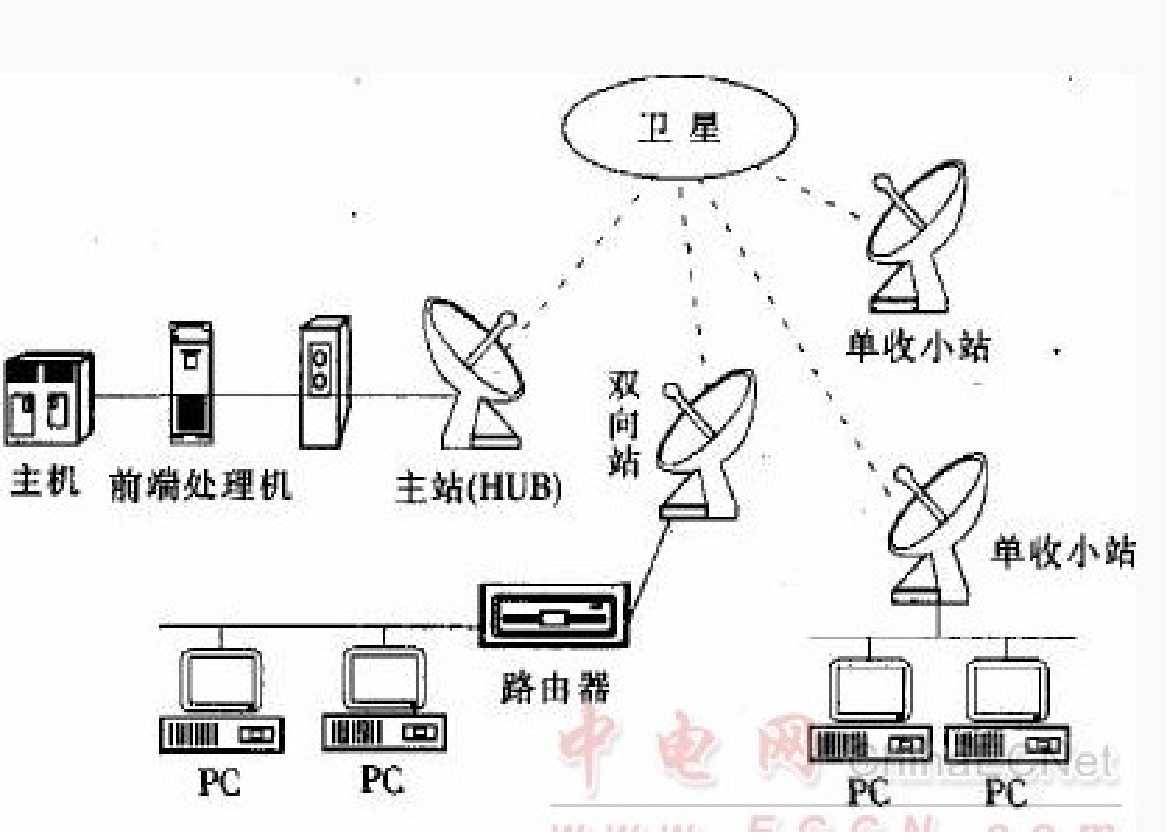 卫星
单收小站
双向站
主机
前端处理机
主站(HUB)
单收小站
路由器
PC
PC
PC
PC
中电网
ChinaECNet
www.ECCN.com